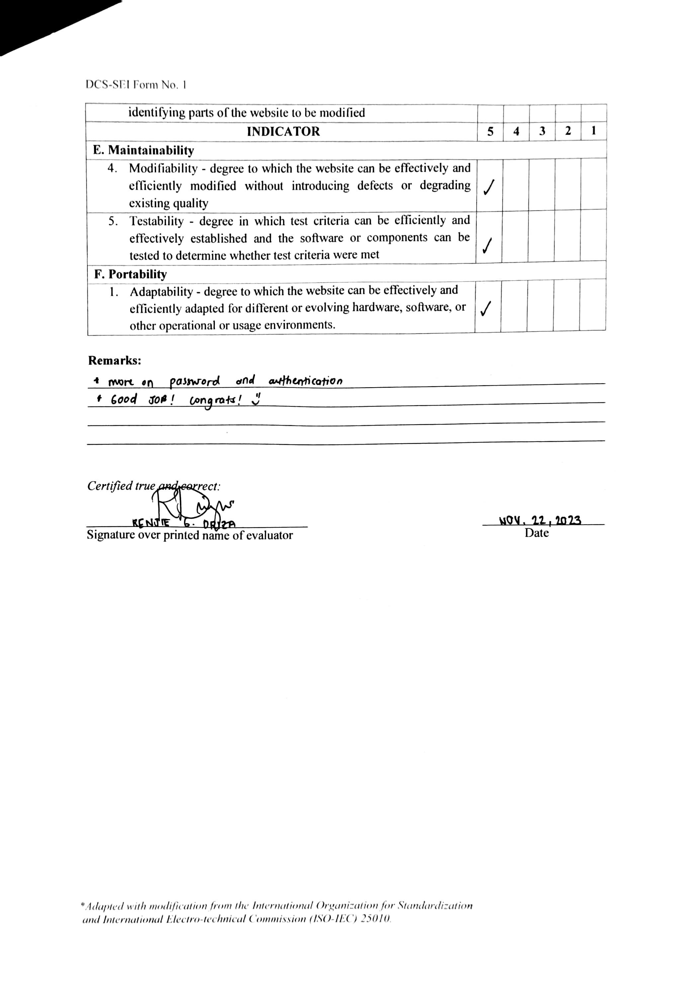 DCS-SEI Form No. 1
identifying parts of the website to be modified
INDICATOR 5 4 3 2 1
E. Maintainability
4. Modifiability - degree to which the website can be effectively and
efficiently modified without introducing defects or degrading
existing quality ✓
5. Testability - degree in which test criteria can be efficiently and
effectively established and the software or components can be
tested to determine whether test criteria were met ✓
F. Portability
1. Adaptability - degree to which the website can be effectively and
efficiently adapted for different or evolving hardware, software, or ✓
other operational or usage environments.
Remarks:
+ more on password and authentication
+ Good JOB! congrats!
Certified true and correct:
RENJIE G. DRIZA
Signature over printed name of evaluator
NOV. 22, 2023
Date
*Adapted with modification from the International Organization for Standardization
and International Electro-technical Commission (ISO-IEC) 25010.